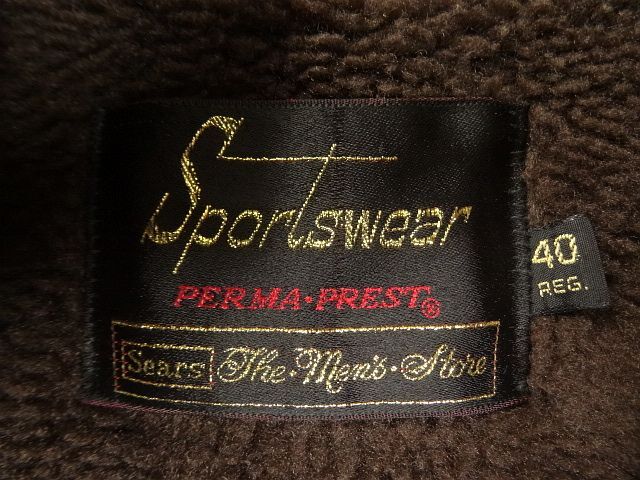 Sportswear
PERMA·PREST®
Sears The·Men's·Store
40
REG.